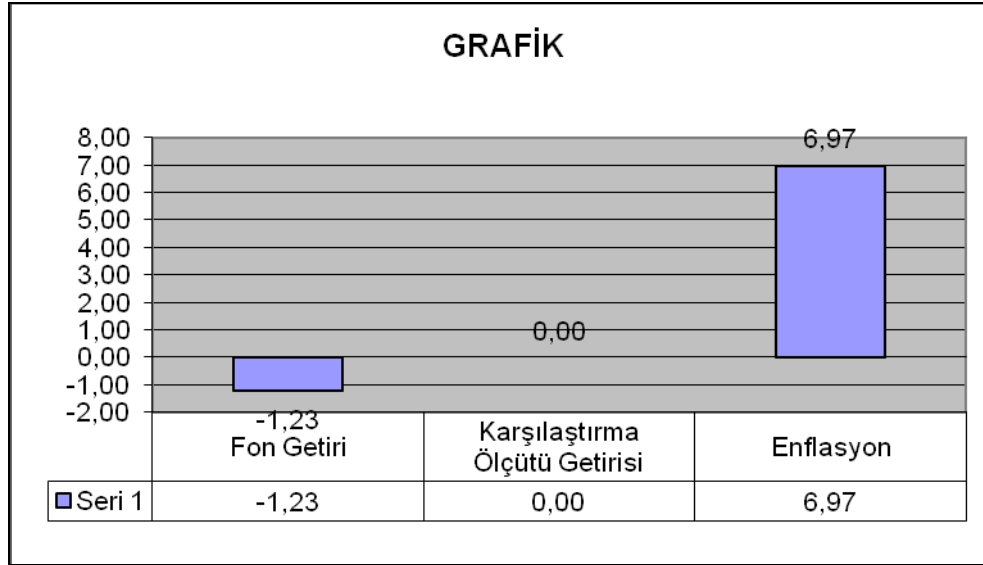 GRAFİK
8,00
7,00
6,00
5,00
4,00
3,00
2,00
1,00
0,00
-1,00
-2,00
6,97
0,00
-1,23
Fon Getiri
Karşılaştırma
Ölçütü Getirisi
Enflasyon
Seri 1 -1,23 0,00 6,97